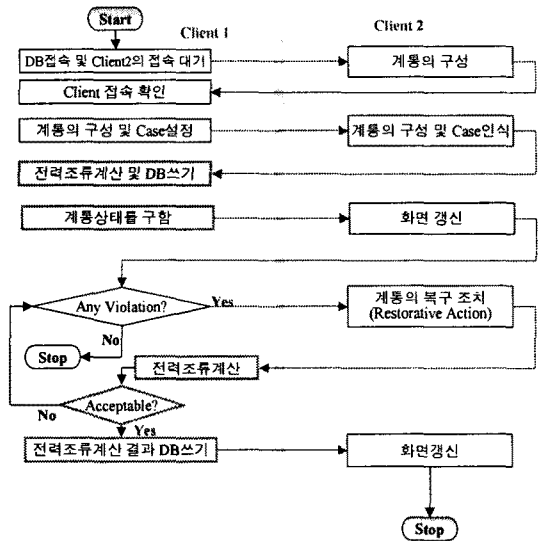 Start
Client 1
Client 2
DB접속 및 Client2의 접속 대기
계통의 구성
Client 접속 확인
계통의 구성 및 Case설정
계통의 구성 및 Case인식
전력조류계산 및 DB쓰기
계통상태를 구함
화면 갱신
Any Violation?
Yes
계통의 복구 조치
(Restorative Action)
No
Stop
전력조류계산
Acceptable?
No
Yes
전력조류계산 결과 DB쓰기
화면갱신
Stop